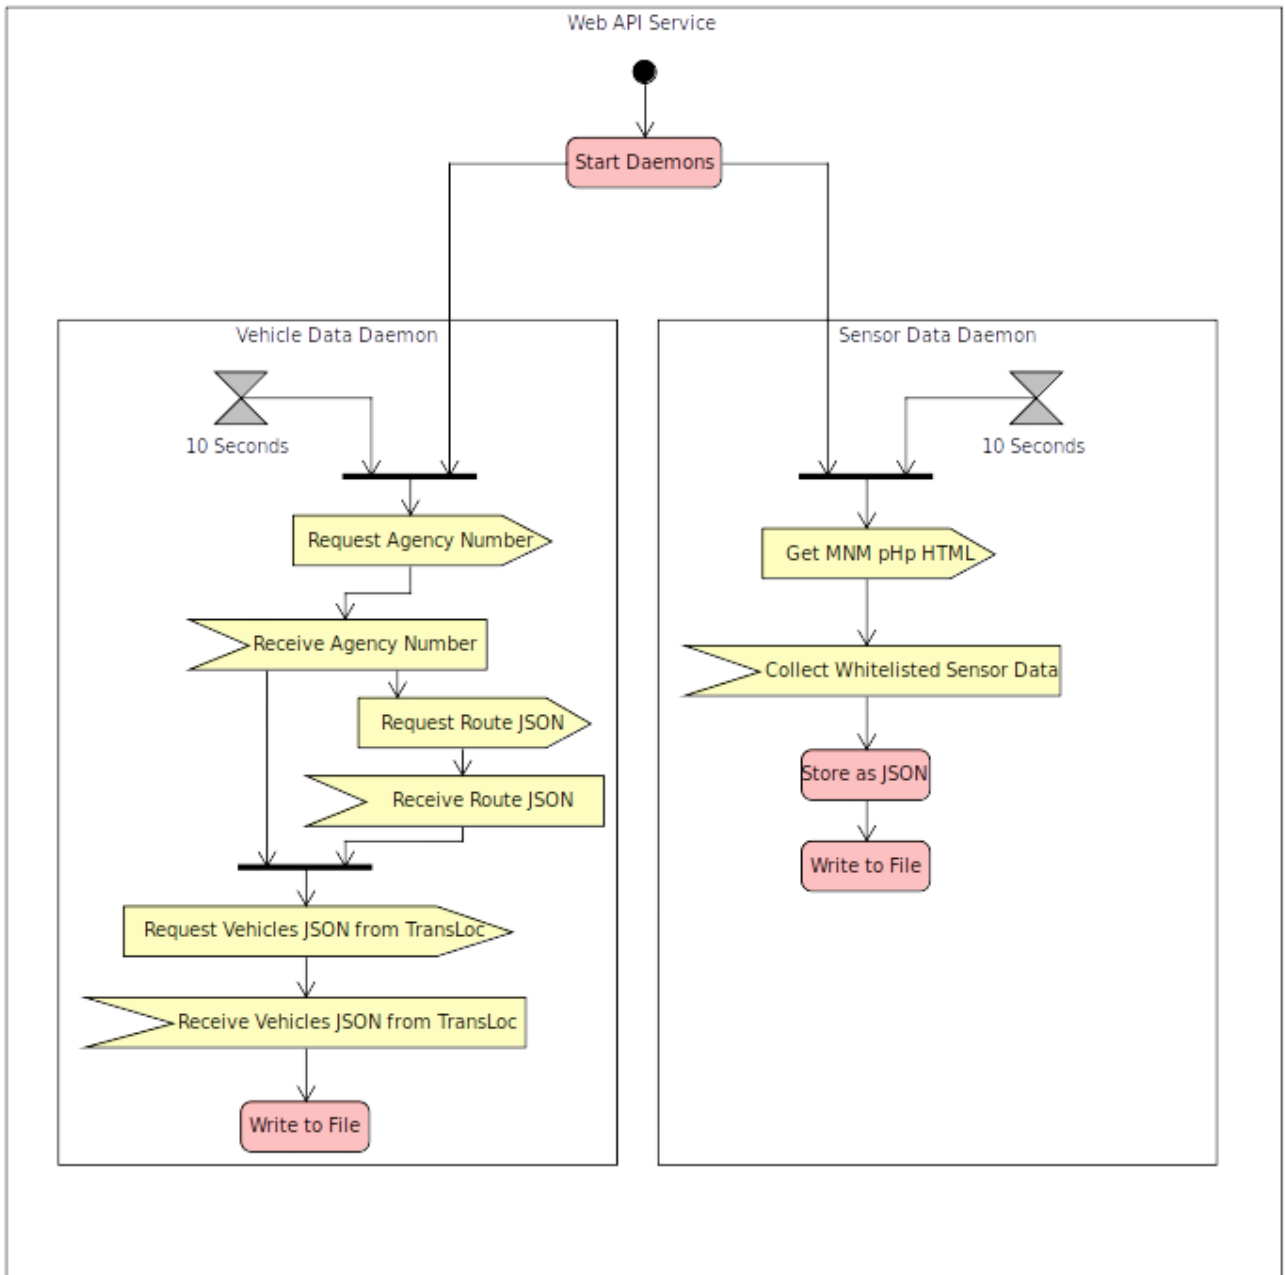 Web API Service
Start Daemons
Vehicle Data Daemon
10 Seconds
Request Agency Number
Receive Agency Number
Request Route JSON
Receive Route JSON
Request Vehicles JSON from TransLoc
Receive Vehicles JSON from TransLoc
Write to File
Sensor Data Daemon
10 Seconds
Get MNM pHp HTML
Collect Whitelisted Sensor Data
Store as JSON
Write to File